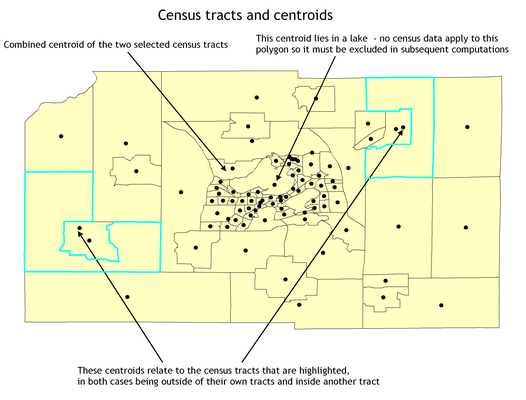 Census tracts and centroids
Combined centroid of the two selected census tracts
This centroid lies in a lake - no census data apply to this
polygon so it must be excluded in subsequent computations
These centroids relate to the census tracts that are highlighted,
in both cases being outside of their own tracts and inside another tract